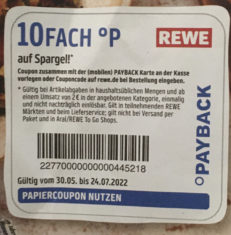 10FACH °P
REWE
auf Spargel!*
Coupon zusammen mit der (mobilen) PAYBACK Karte an der Kasse
vorlegen oder Couponcode auf rewe.de bei Bestellung eingeben.
* Gültig bei Artikelabgaben in haushaltsüblichen Mengen und ab
einem Umsatz von 2 € in der angebotenen Kategorie, einmalig
und nicht nachträglich einlösbar. Gilt in teilnehmenden REWE
Märkten und beim Lieferservice; gilt nicht bei Versand per
Paket und in Aral/REWE To Go Shops.
2277000000000445218
Gültig vom 30.05. bis 24.07.2022
PAPIERCOUPON NUTZEN
°PAYBACK